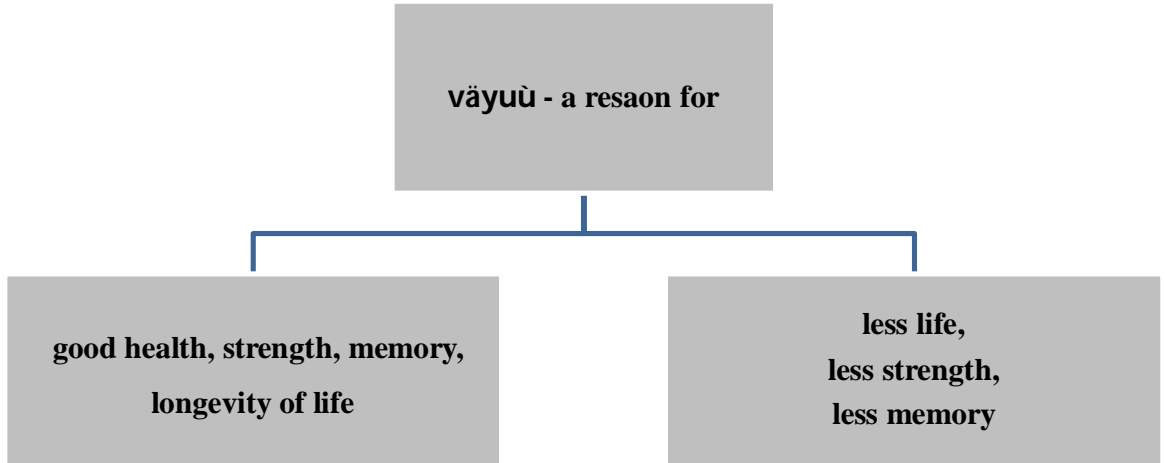 väyuù - a resaon for
good health, strength, memory,
longevity of life
less life,
less strength,
less memory